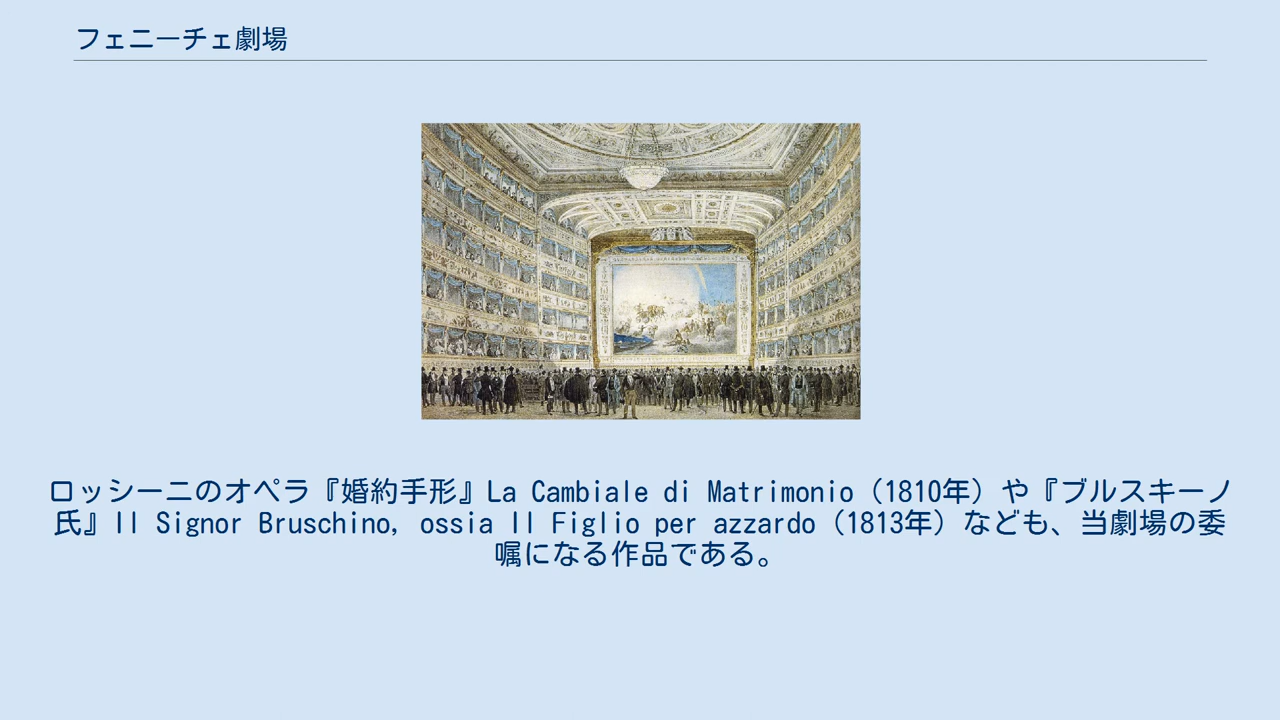 フェニーチェ劇場
ロッシーニのオペラ『婚約手形』La Cambiale di Matrimonio（1810年）や『ブルスキーノ
氏』Il Signor Bruschino, ossia Il Figlio per azzardo（1813年）なども、当劇場の委
嘱になる作品である。